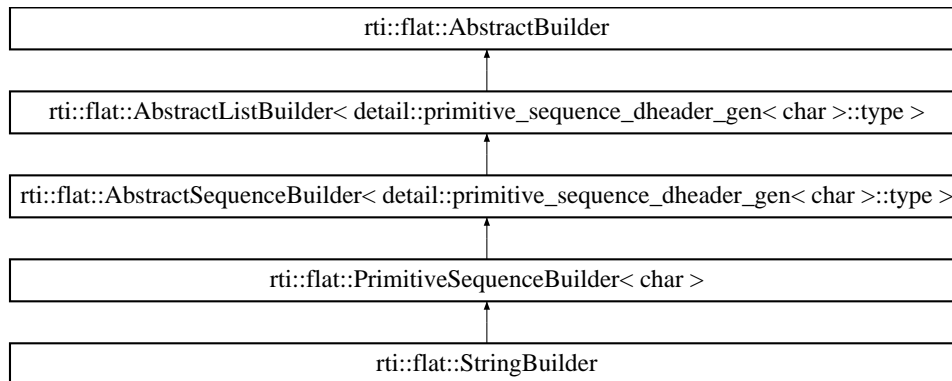 rti::flat::AbstractBuilder
rti::flat::AbstractListBuilder< detail::primitive_sequence_dheader_gen< char >::type >
rti::flat::AbstractSequenceBuilder< detail::primitive_sequence_dheader_gen< char >::type >
rti::flat::PrimitiveSequenceBuilder< char >
rti::flat::StringBuilder